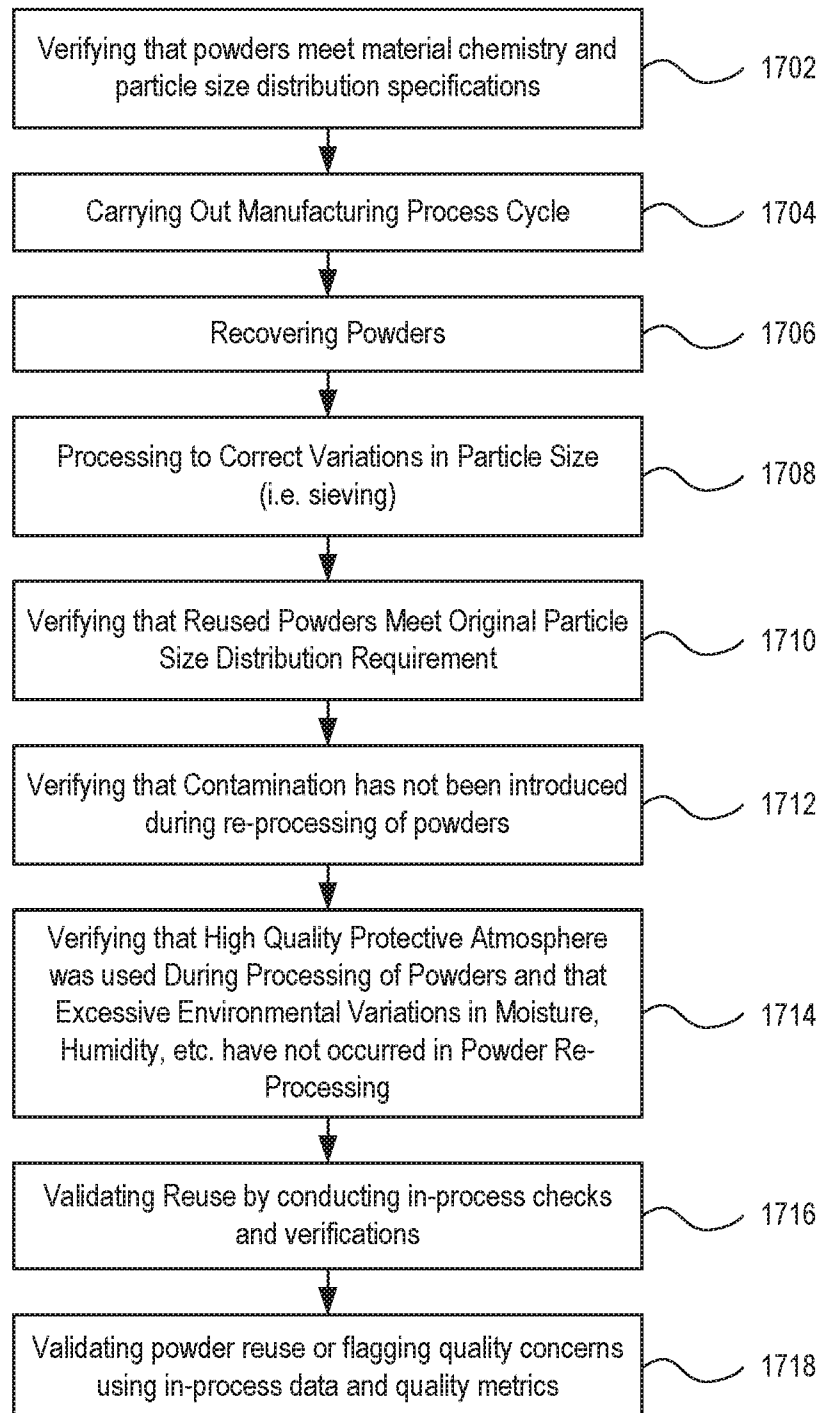 Verifying that powders meet material chemistry and
particle size distribution specifications
1702
Carrying Out Manufacturing Process Cycle
1704
Recovering Powders
1706
Processing to Correct Variations in Particle Size
(i.e. sieving)
1708
Verifying that Reused Powders Meet Original Particle
Size Distribution Requirement
1710
Verifying that Contamination has not been introduced
during re-processing of powders
1712
Verifying that High Quality Protective Atmosphere
was used During Processing of Powders and that
Excessive Environmental Variations in Moisture,
Humidity, etc. have not occurred in Powder Re-
Processing
1714
Validating Reuse by conducting in-process checks
and verifications
1716
Validating powder reuse or flagging quality concerns
using in-process data and quality metrics
1718